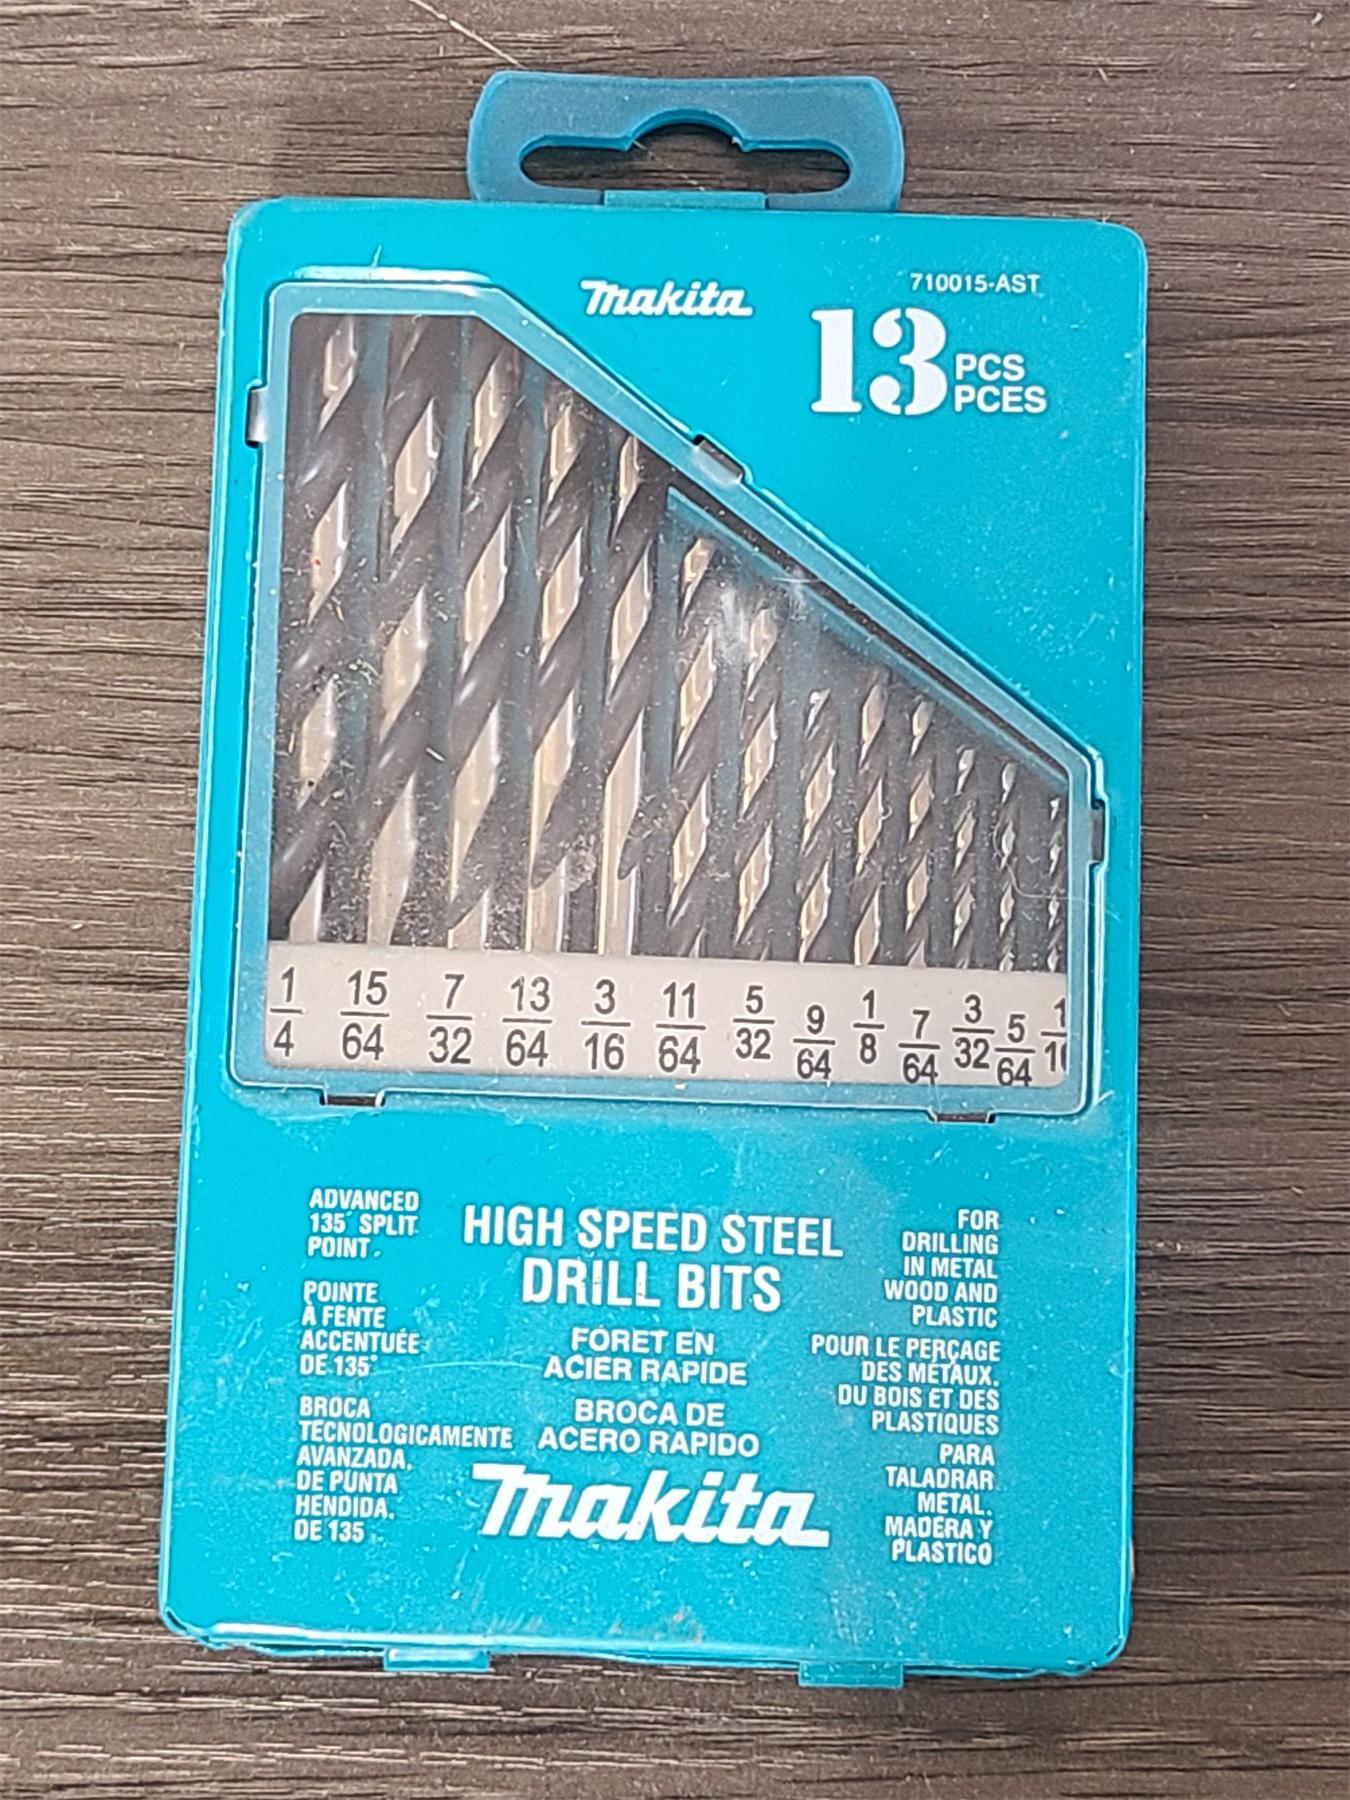 makita
710015-AST
13 PCS
PCES
1 15 7 13 3 11 5 9 1 7 3 5 1
4 64 32 64 16 64 32 64 8 64 32 64
ADVANCED
135° SPLIT
POINT
POINTE
À FENTE
ACCENTUÉE
DE 135°
BROCA
TECNOLOGICAMENTE
AVANZADA,
DE PUNTA
HENDIDA.
DE 135
HIGH SPEED STEEL
DRILL BITS
FORET EN
ACIER RAPIDE
BROCA DE
ACERO RAPIDO
makita
FOR
DRILLING
IN METAL
WOOD AND
PLASTIC
POUR LE PERÇAGE
DES MÉTAUX.
DU BOIS ET DES
PLASTIQUES
PARA
TALADRAR
METAL.
MADERA Y
PLASTICO